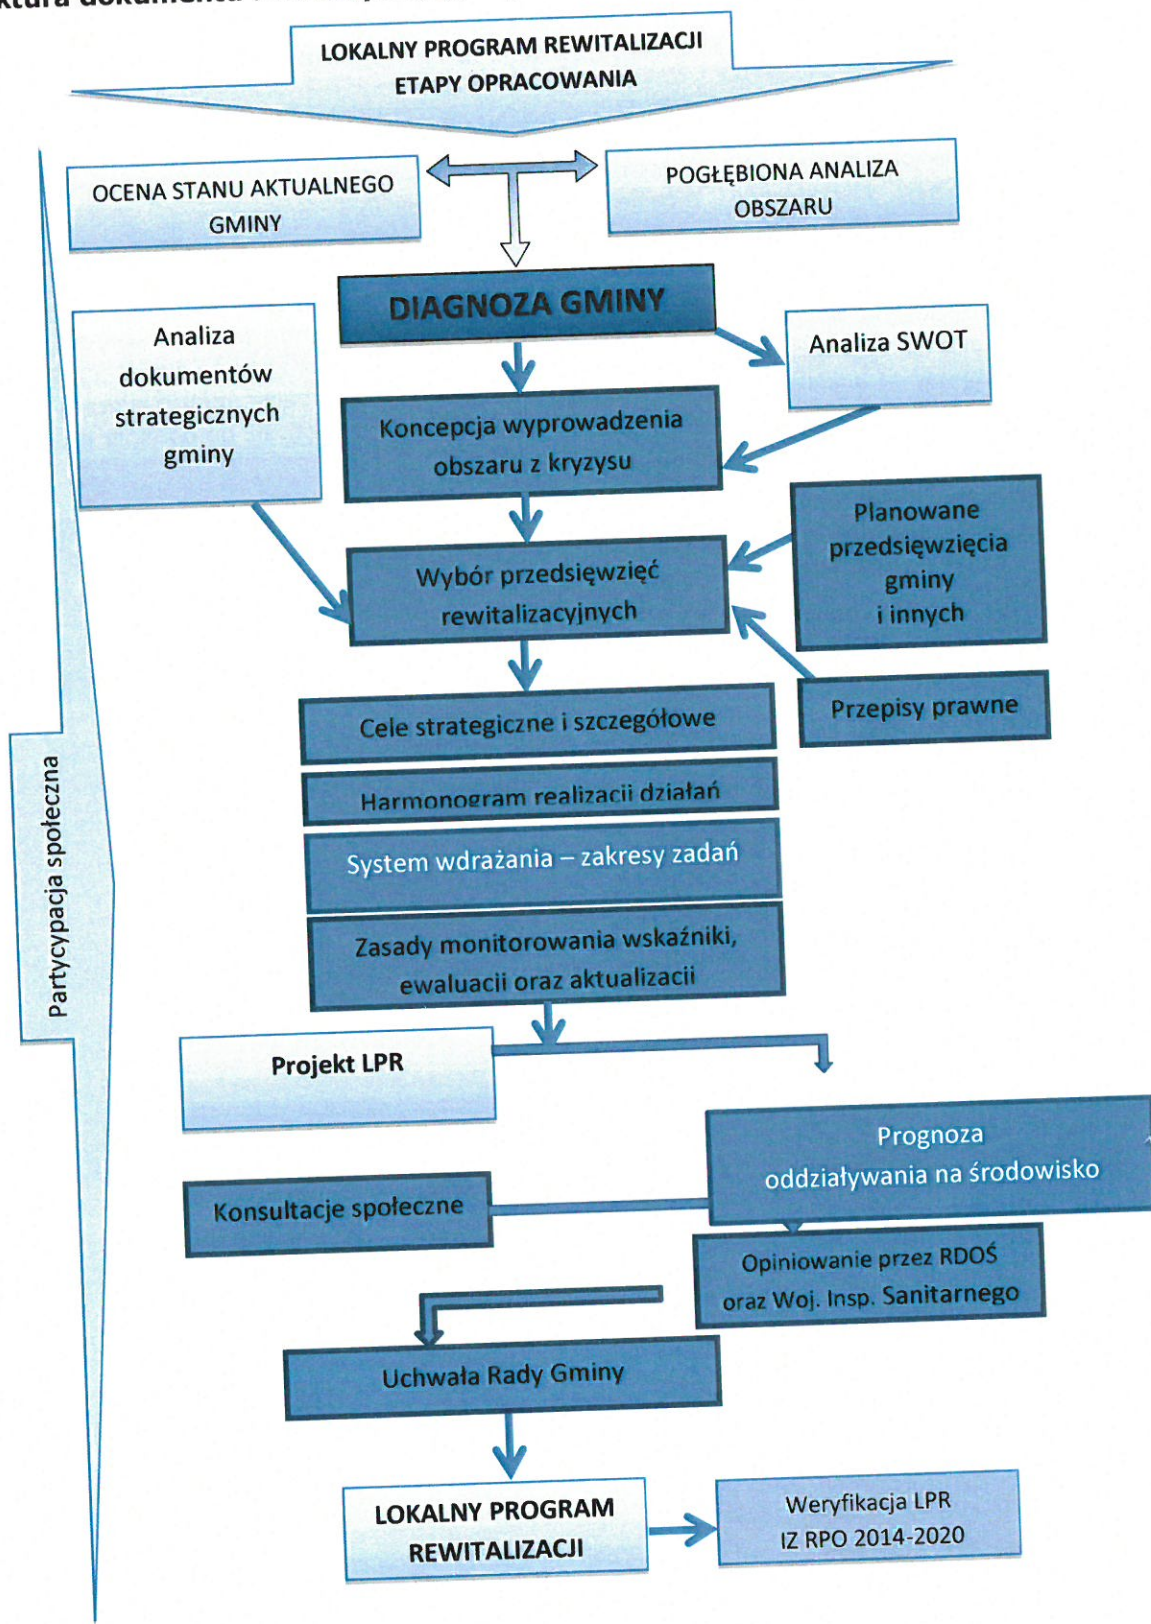 LOKALNY PROGRAM REWITALIZACJI
ETAPY OPRACOWANIA
OCENA STANU AKTUALNEGO
GMINY
POGŁĘBIONA ANALIZA
OBSZARU
DIAGNOZA GMINY
Analiza
dokumentów
strategicznych
gminy
Analiza SWOT
Koncepcja wyprowadzenia
obszaru z kryzysu
Planowane
przedsięwzięcia
gminy
i innych
Wybór przedsięwzięć
rewitalizacyjnych
Przepisy prawne
Cele strategiczne i szczegółowe
Harmonogram realizacji działań
System wdrażania – zakresy zadań
Partycypacja społeczna
Zasady monitorowania wskaźniki,
ewaluacji oraz aktualizacji
Projekt LPR
Prognoza
oddziaływania na środowisko
Konsultacje społeczne
Opiniowanie przez RDOŚ
oraz Woj. Insp. Sanitarnego
Uchwała Rady Gminy
LOKALNY PROGRAM
REWITALIZACJI
Weryfikacja LPR
IZ RPO 2014-2020